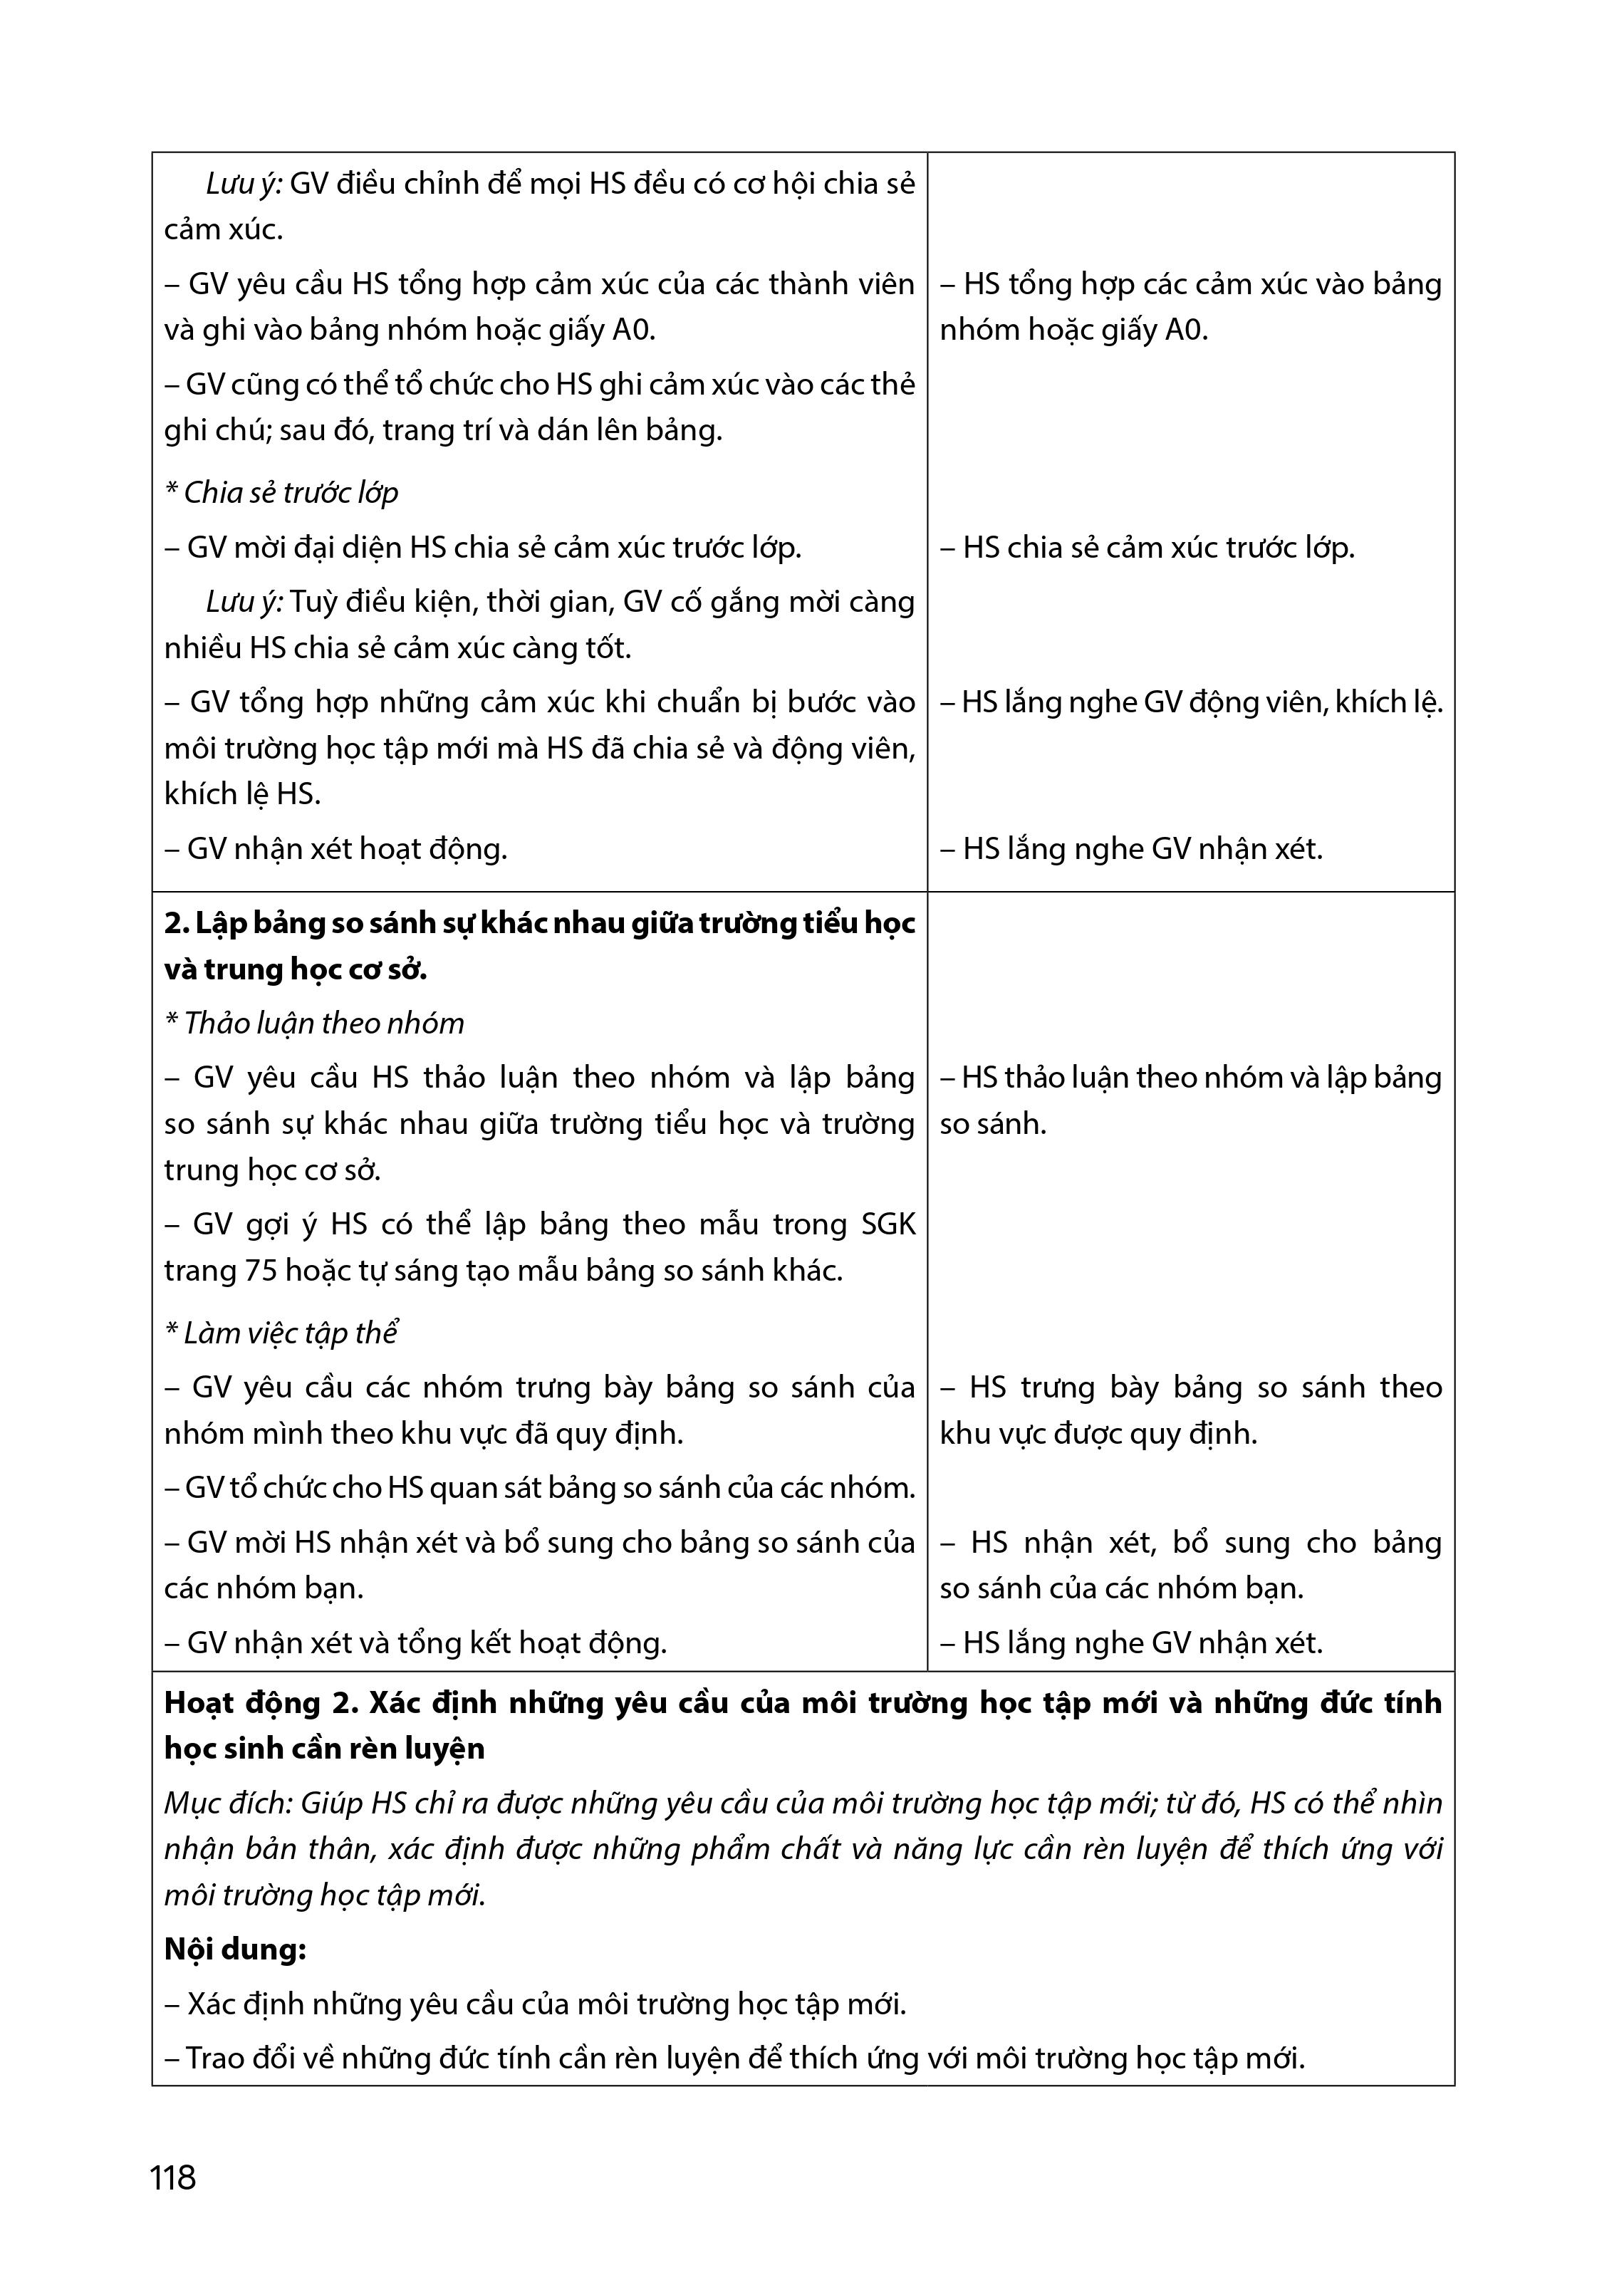 Lưu ý: GV điều chỉnh để mọi HS đều có cơ hội chia sẻ
cảm xúc.
– GV yêu cầu HS tổng hợp cảm xúc của các thành viên
và ghi vào bảng nhóm hoặc giấy A0.
– HS tổng hợp các cảm xúc vào bảng
nhóm hoặc giấy A0.
– GV cũng có thể tổ chức cho HS ghi cảm xúc vào các thẻ
ghi chú; sau đó, trang trí và dán lên bảng.
* Chia sẻ trước lớp
– GV mời đại diện HS chia sẻ cảm xúc trước lớp.
– HS chia sẻ cảm xúc trước lớp.
Lưu ý: Tuỳ điều kiện, thời gian, GV cố gắng mời càng
nhiều HS chia sẻ cảm xúc càng tốt.
– GV tổng hợp những cảm xúc khi chuẩn bị bước vào
môi trường học tập mới mà HS đã chia sẻ và động viên,
khích lệ HS.
– HS lắng nghe GV động viên, khích lệ.
– GV nhận xét hoạt động.
– HS lắng nghe GV nhận xét.
2. Lập bảng so sánh sự khác nhau giữa trường tiểu học
và trung học cơ sở.
* Thảo luận theo nhóm
– GV yêu cầu HS thảo luận theo nhóm và lập bảng
so sánh sự khác nhau giữa trường tiểu học và trường
trung học cơ sở.
– HS thảo luận theo nhóm và lập bảng
so sánh.
– GV gợi ý HS có thể lập bảng theo mẫu trong SGK
trang 75 hoặc tự sáng tạo mẫu bảng so sánh khác.
* Làm việc tập thể
– GV yêu cầu các nhóm trưng bày bảng so sánh của
nhóm mình theo khu vực đã quy định.
– HS trưng bày bảng so sánh theo
khu vực được quy định.
– GV tổ chức cho HS quan sát bảng so sánh của các nhóm.
– GV mời HS nhận xét và bổ sung cho bảng so sánh của
các nhóm bạn.
– HS nhận xét, bổ sung cho bảng
so sánh của các nhóm bạn.
– GV nhận xét và tổng kết hoạt động.
– HS lắng nghe GV nhận xét.
Hoạt động 2. Xác định những yêu cầu của môi trường học tập mới và những đức tính
học sinh cần rèn luyện
Mục đích: Giúp HS chỉ ra được những yêu cầu của môi trường học tập mới; từ đó, HS có thể nhìn
nhận bản thân, xác định được những phẩm chất và năng lực cần rèn luyện để thích ứng với
môi trường học tập mới.
Nội dung:
– Xác định những yêu cầu của môi trường học tập mới.
– Trao đổi về những đức tính cần rèn luyện để thích ứng với môi trường học tập mới.
118